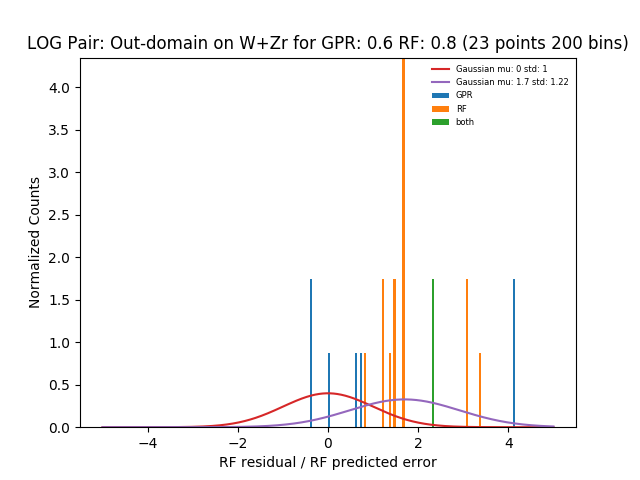 LOG Pair: Out-domain on W+Zr for GPR: 0.6 RF: 0.8 (23 points 200 bins)
Gaussian mu: 0 std: 1
Gaussian mu: 1.7 std: 1.22
GPR
RF
both
Normalized Counts
4.0
3.5
3.0
2.5
2.0
1.5
1.0
0.5
0.0
−4
−2
0
2
4
RF residual / RF predicted error